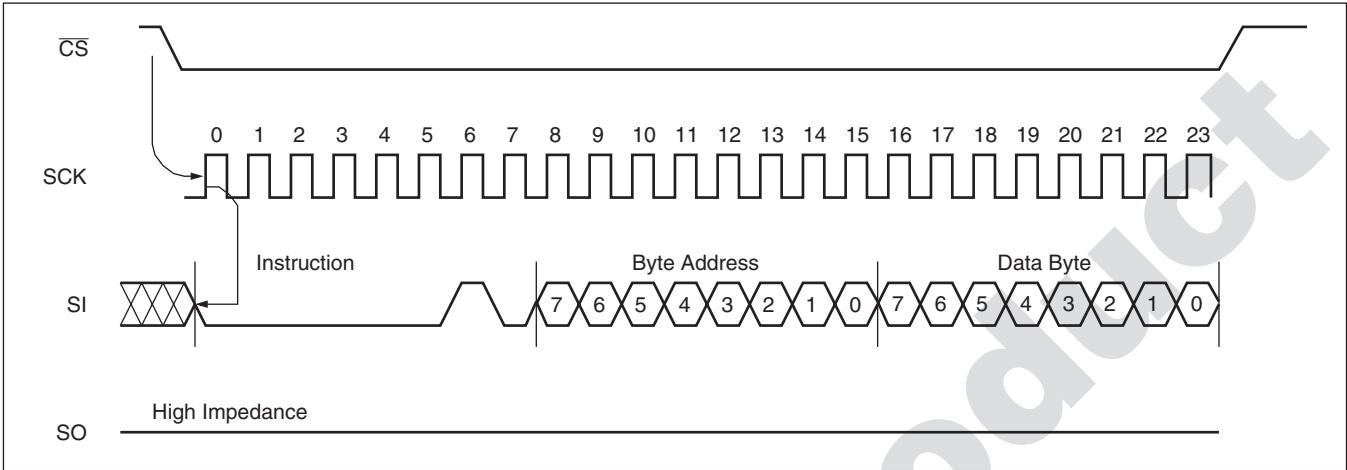 CS
0 1 2 3 4 5 6 7 8 9 10 11 12 13 14 15 16 17 18 19 20 21 22 23
SCK
Instruction Byte Address Data Byte
SI 7 6 5 4 3 2 1 0 7 6 5 4 3 2 1 0
High Impedance
SO
oduct